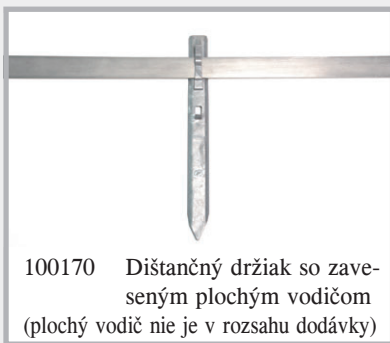 100170 Dištančný držiak so zave-
seným plochým vodičom
(plochý vodič nie je v rozsahu dodávky)